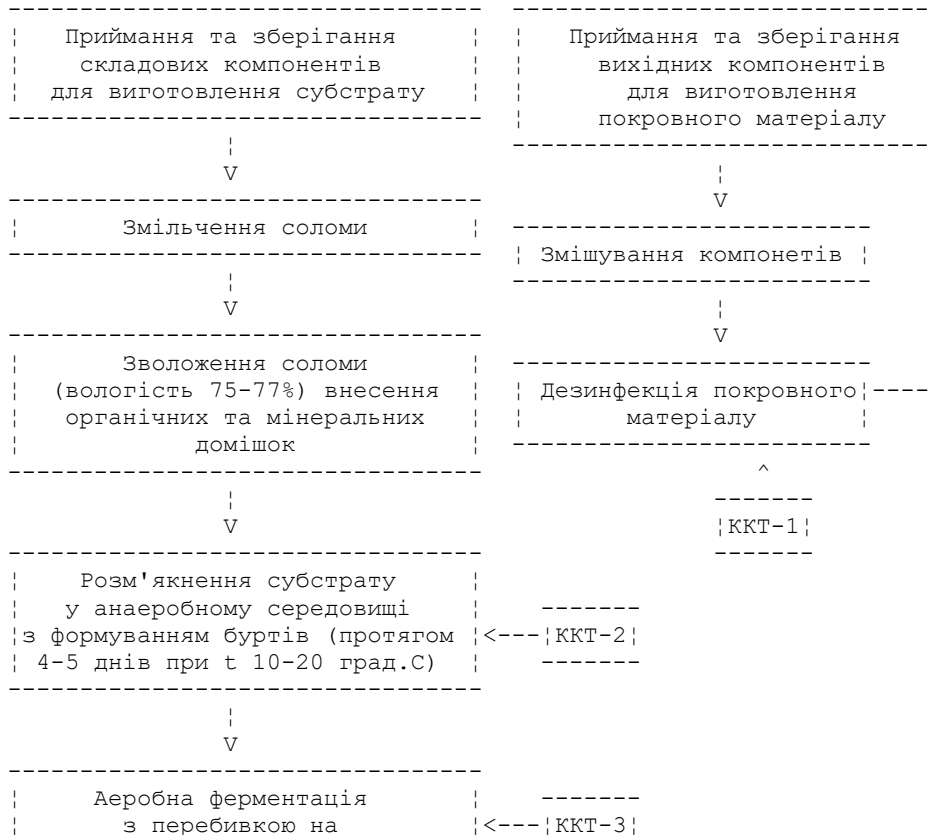 Приймання та зберігання
складових компонентів
для виготовлення субстрату
Приймання та зберігання
вихідних компонентів
для виготовлення
покровного матеріалу
Змільчення соломи
Змішування компонетів
Зволоження соломи
(вологість 75-77%) внесення
органічних та мінеральних
домішок
Дезинфекція покровного
матеріалу
ККТ-1
Розм'якнення субстрату
у анаеробному середовищі
з формуванням буртів (протягом
4-5 днів при t 10-20 град.С)
ККТ-2
Аеробна ферментація
з перебивкою на
ККТ-3